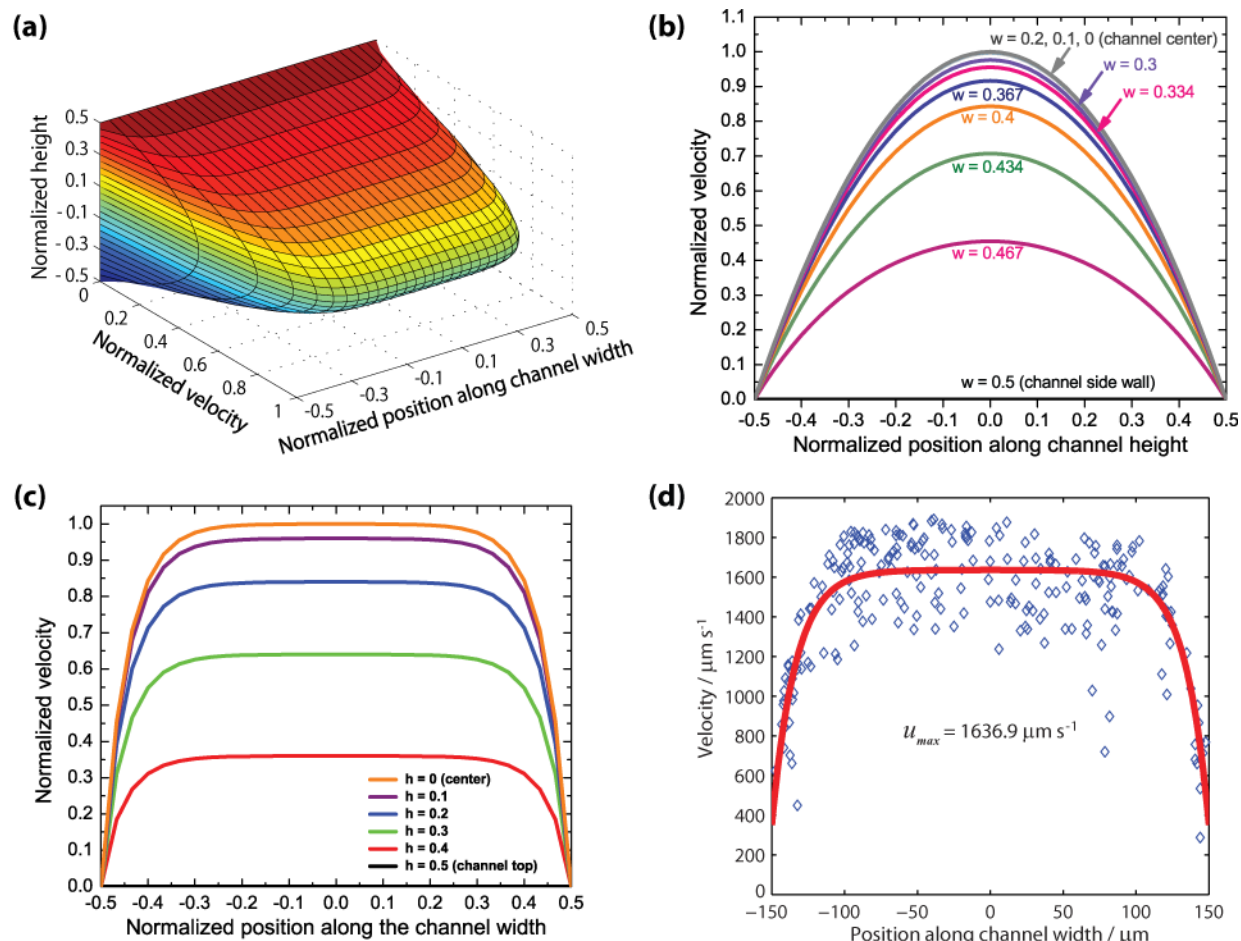 (a)
Normalized height
0.5
0.3
0.1
-0.1
-0.3
-0.5
0
0.2
0.4
0.6
0.8
1
Normalized velocity
-0.5
-0.3
-0.1
0.1
0.3
0.5
Normalized position along channel width
(b)
Normalized velocity
1.1
1.0
0.9
0.8
0.7
0.6
0.5
0.4
0.3
0.2
0.1
0.0
w = 0.2, 0.1, 0 (channel center)
w = 0.3
w = 0.334
w = 0.367
w = 0.4
w = 0.434
w = 0.467
w = 0.5 (channel side wall)
-0.5 -0.4 -0.3 -0.2 -0.1 0.0 0.1 0.2 0.3 0.4 0.5
Normalized position along channel height
(c)
Normalized velocity
1.0
0.9
0.8
0.7
0.6
0.5
0.4
0.3
0.2
0.1
0.0
h = 0 (center)
h = 0.1
h = 0.2
h = 0.3
h = 0.4
h = 0.5 (channel top)
-0.5 -0.4 -0.3 -0.2 -0.1 0.0 0.1 0.2 0.3 0.4 0.5
Normalized position along the channel width
(d)
Velocity / μm s-1
2000
1800
1600
1400
1200
1000
800
600
400
200
0
umax = 1636.9 μm s-1
−150 −100 −50 0 50 100 150
Position along channel width / μm